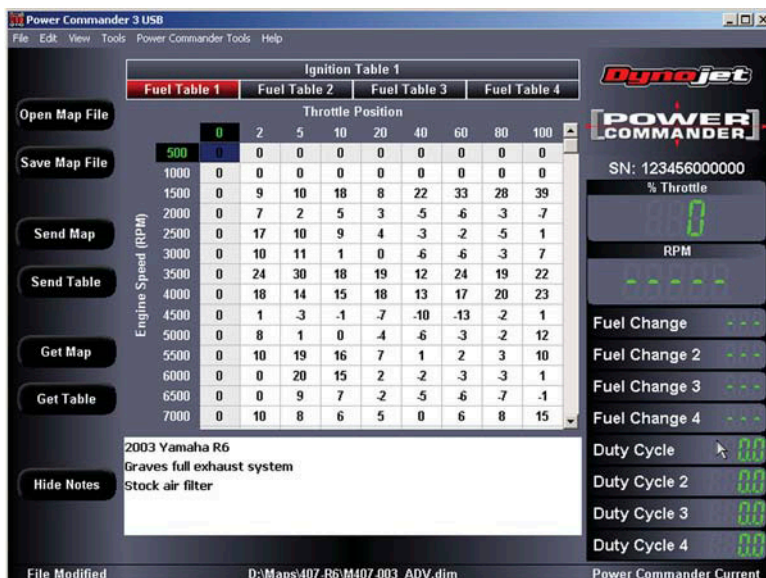 Power Commander 3 USB
File Edit View Tools Power Commander Tools Help
Ignition Table 1
Fuel Table 1 Fuel Table 2 Fuel Table 3 Fuel Table 4
Throttle Position
0 2 5 10 20 40 60 80 100
Engine Speed (RPM)
500 0 0 0 0 0 0 0 0 0
1000 0 0 0 0 0 0 0 0 0
1500 0 9 10 18 8 22 33 28 39
2000 0 7 2 5 3 -5 -6 -3 -7
2500 0 17 10 9 4 -3 -2 -5 1
3000 0 10 11 1 0 -6 -6 -3 7
3500 0 24 30 18 19 12 24 19 22
4000 0 18 14 15 18 13 17 20 23
4500 0 1 -3 -1 -7 -10 -13 -2 1
5000 0 8 1 0 -4 -6 -3 -2 12
5500 0 10 19 16 7 1 2 3 10
6000 0 0 20 15 2 -2 -3 -3 1
6500 0 0 9 7 -2 -5 -6 -7 -1
7000 0 10 8 6 5 0 6 8 15
Open Map File
Save Map File
Send Map
Send Table
Get Map
Get Table
Hide Notes
2003 Yamaha R6
Graves full exhaust system
Stock air filter
Dynojet
POWER
COMMANDER
SN: 123456000000
% Throttle
0
RPM
- - - - -
Fuel Change - - -
Fuel Change 2 - - -
Fuel Change 3 - - -
Fuel Change 4 - - -
Duty Cycle 0.0
Duty Cycle 2 0.0
Duty Cycle 3 0.0
Duty Cycle 4 0.0
File Modified D:\Maps\407-R6\M407-003_ADV.djm Power Commander Current